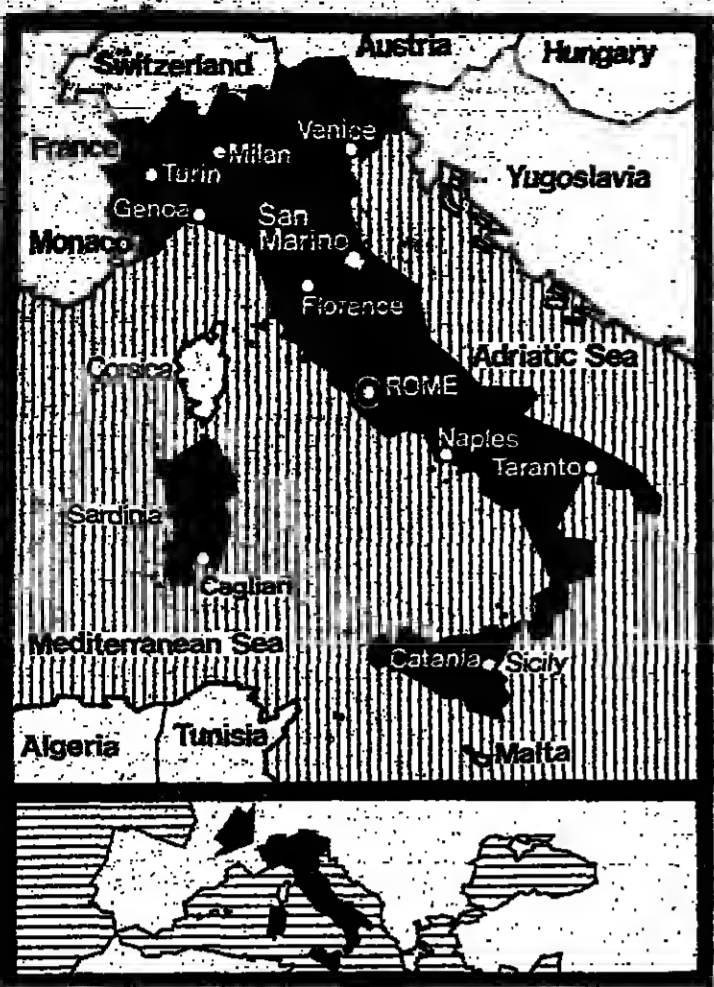 Austria
Hungary
Switzerland
Venice
France
Milan
Yugoslavia
Turin
Genoa
San
Marino
Monaco
Florence
Adriatic Sea
Corsica
ROME
Naples
Taranto
Sardinia
Cagliari
Mediterranean Sea
Catania
Sicily
Algeria
Tunisia
Malta